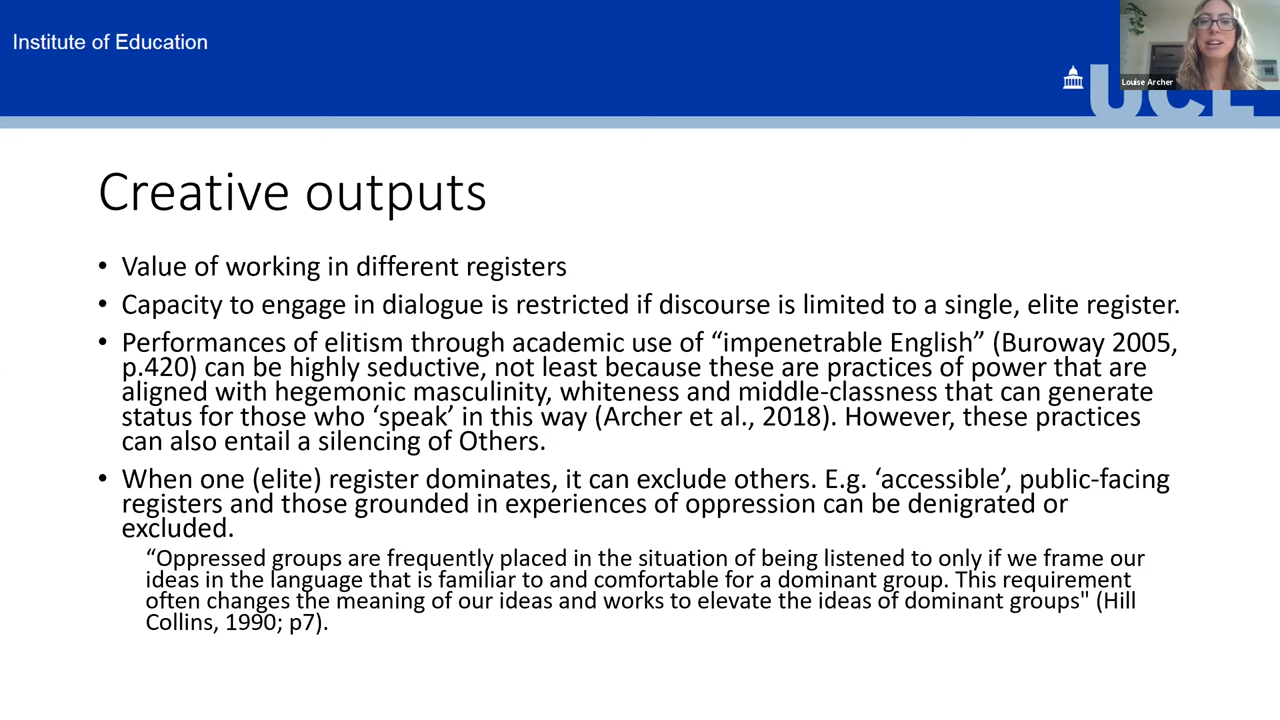 Institute of Education
Louise Archer
UCL
Creative outputs
• Value of working in different registers
• Capacity to engage in dialogue is restricted if discourse is limited to a single, elite register.
• Performances of elitism through academic use of “impenetrable English” (Buroway 2005,
p.420) can be highly seductive, not least because these are practices of power that are
aligned with hegemonic masculinity, whiteness and middle-classness that can generate
status for those who ‘speak’ in this way (Archer et al., 2018). However, these practices
can also entail a silencing of Others.
• When one (elite) register dominates, it can exclude others. E.g. ‘accessible’, public-facing
registers and those grounded in experiences of oppression can be denigrated or
excluded.
“Oppressed groups are frequently placed in the situation of being listened to only if we frame our
ideas in the language that is familiar to and comfortable for a dominant group. This requirement
often changes the meaning of our ideas and works to elevate the ideas of dominant groups" (Hill
Collins, 1990; p7).